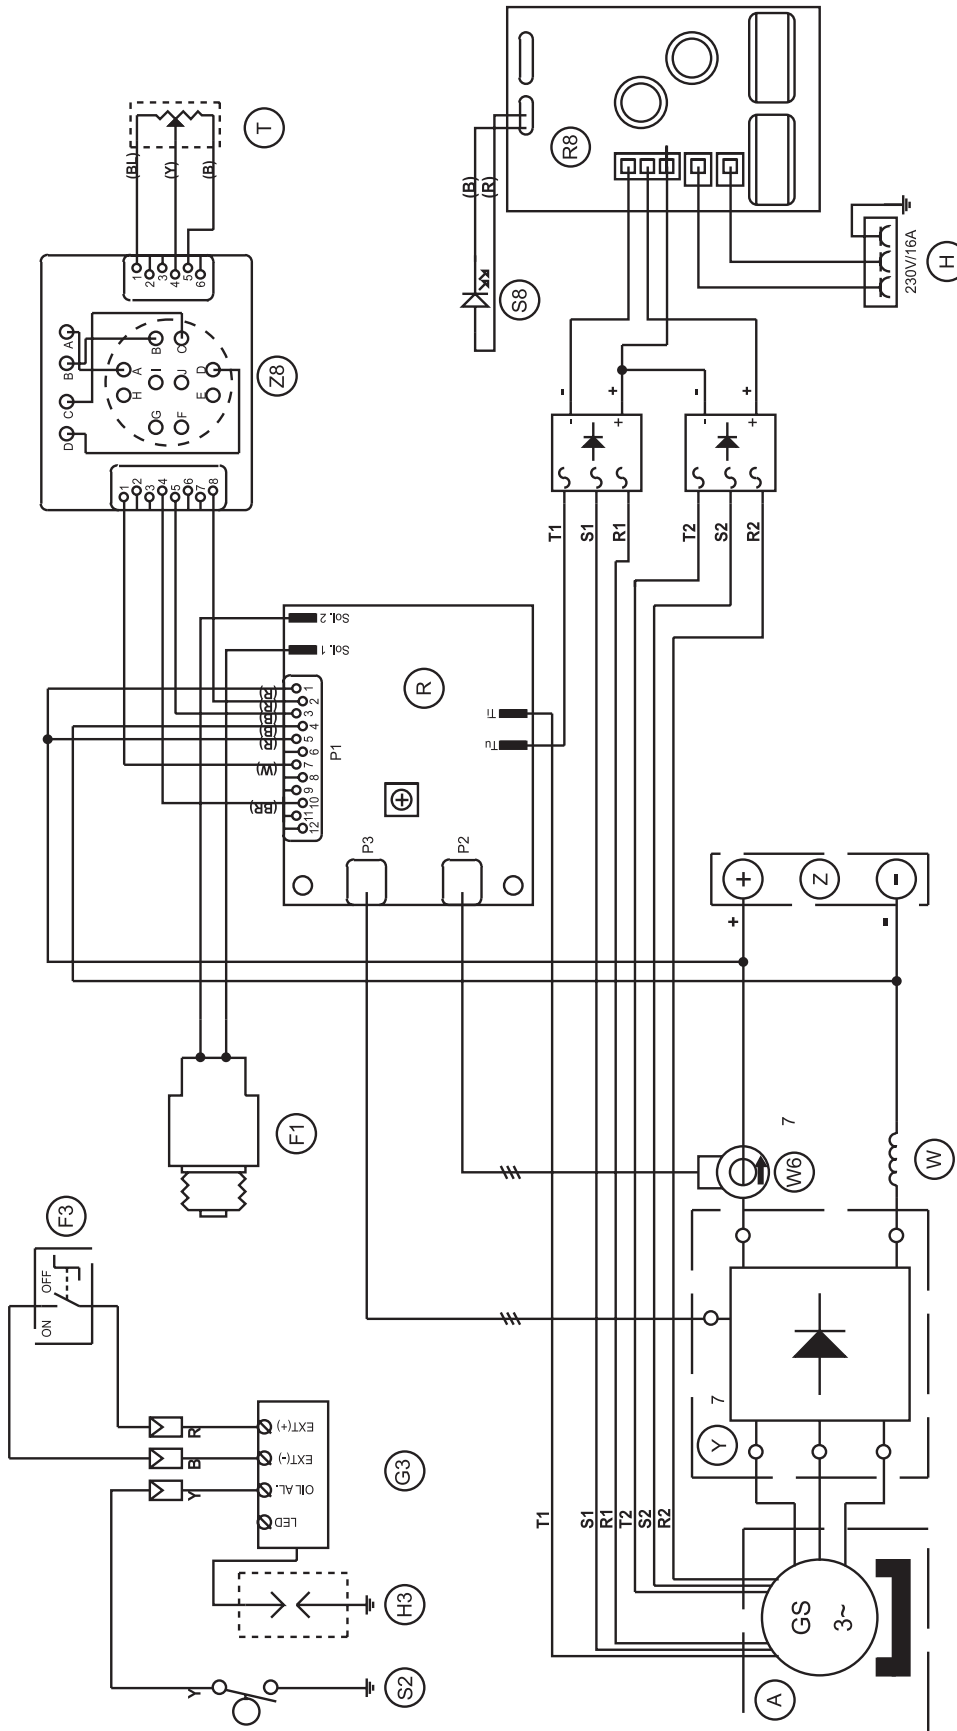 T
(BL)
(Y)
(B)
1
2
3
4
5
6
A
B
C
D
A
B
C
D
E
F
G
H
I
J
Z8
1
2
3
4
5
6
7
8
R8
(B)
(R)
S8
230V/16A
H
-
+
-
+
-
+
-
+
T1
S1
R1
T2
S2
R2
Sol. 2
Sol. 1
R
(R)
(R)
(B)
(B)
(R)
(W)
(BR)
1
2
3
4
5
6
7
8
9
10
11
12
P1
Tu
P3
P2
+
Z
-
+
-
F1
F3
ON
OFF
W6
7
W
7
Y
R
B
Y
EXT(+)
EXT(-)
OIL AL.
LED
G3
H3
Y
S2
T1
S1
R1
T2
S2
R2
GS
3~
A